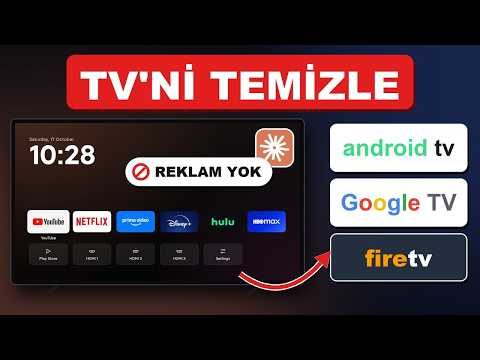 TV'Nİ TEMİZLE
Saturday, 17 October
10:28
REKLAM YOK
YouTube
NETFLIX
prime video
Disney+
hulu
HBO max
YouTube
Play Store
HDMI 1
HDMI 2
HDMI 3
Settings
android tv
Google TV
firetv